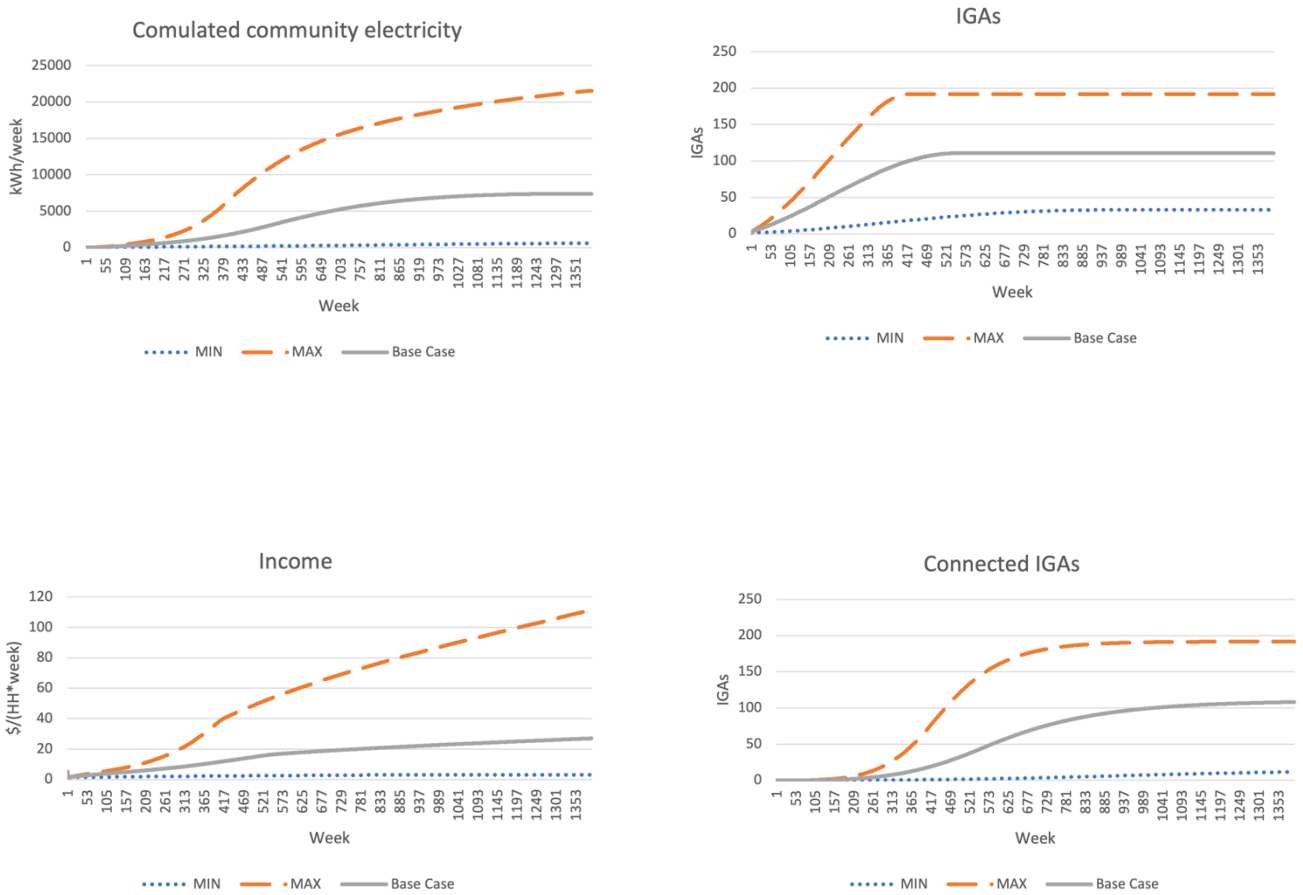 Comulated community electricity
25000
20000
15000
10000
5000
0
kWh/week
1 55 109 163 217 271 325 379 433 487 541 595 649 703 757 811 865 919 973 1027 1081 1135 1189 1243 1297 1351
Week
MIN MAX Base Case
IGAs
250
200
150
100
50
0
IGAs
1 53 105 157 209 261 313 365 417 469 521 573 625 677 729 781 833 885 937 989 1041 1093 1145 1197 1249 1301 1353
Week
MIN MAX Base Case
Income
120
100
80
60
40
20
0
$/(HH*week)
1 53 105 157 209 261 313 365 417 469 521 573 625 677 729 781 833 885 937 989 1041 1093 1145 1197 1249 1301 1353
Week
MIN MAX Base Case
Connected IGAs
250
200
150
100
50
0
IGAs
1 53 105 157 209 261 313 365 417 469 521 573 625 677 729 781 833 885 937 989 1041 1093 1145 1197 1249 1301 1353
Week
MIN MAX Base Case